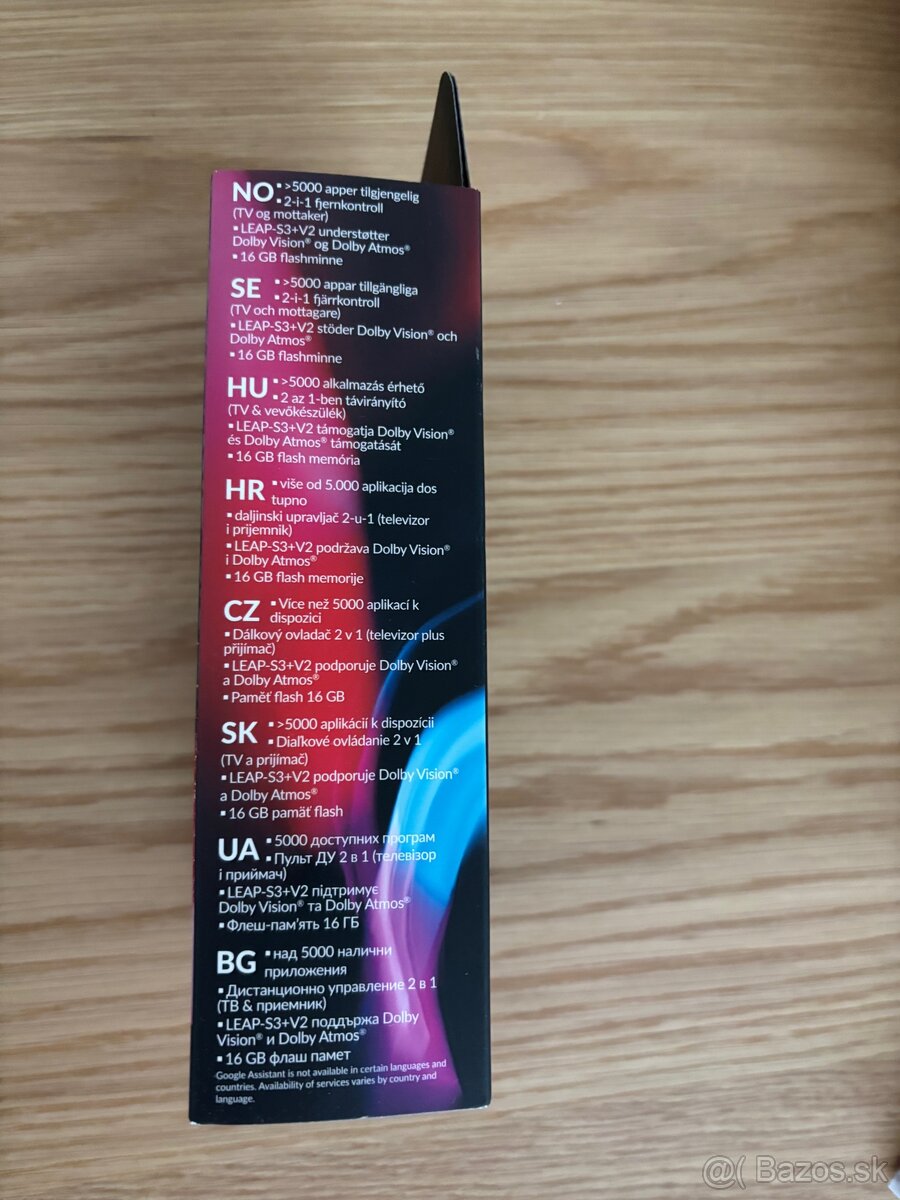 NO ▪ >5000 apper tilgjengelig
▪ 2-i-1 fjernkontroll
(TV og mottaker)
▪ LEAP-S3+V2 understøtter
Dolby Vision® og Dolby Atmos®
▪ 16 GB flashminne
SE ▪ >5000 appar tillgängliga
▪ 2-i-1 fjärrkontroll
(TV och mottagare)
▪ LEAP-S3+V2 stöder Dolby Vision® och
Dolby Atmos®
▪ 16 GB flashminne
HU ▪ >5000 alkalmazás érhető
▪ 2 az 1-ben távirányító
(TV & vevőkészülék)
▪ LEAP-S3+V2 támogatja Dolby Vision®
és Dolby Atmos® támogatását
▪ 16 GB flash memória
HR ▪ više od 5.000 aplikacija dos
tupno
▪ daljinski upravljač 2-u-1 (televizor
i prijemnik)
▪ LEAP-S3+V2 podržava Dolby Vision®
i Dolby Atmos®
▪ 16 GB flash memorije
CZ ▪ Více než 5000 aplikací k
dispozici
▪ Dálkový ovladač 2 v 1 (televizor plus
přijímač)
▪ LEAP-S3+V2 podporuje Dolby Vision®
a Dolby Atmos®
▪ Paměť flash 16 GB
SK ▪ >5000 aplikácií k dispozícii
▪ Diaľkové ovládanie 2 v 1
(TV a prijímač)
▪ LEAP-S3+V2 podporuje Dolby Vision®
a Dolby Atmos®
▪ 16 GB pamäť flash
UA ▪ 5000 доступних програм
▪ Пульт ДУ 2 в 1 (телевізор
і приймач)
▪ LEAP-S3+V2 підтримує
Dolby Vision® та Dolby Atmos®
▪ Флеш-пам'ять 16 ГБ
BG ▪ над 5000 налични
приложения
▪ Дистанционно управление 2 в 1
(ТВ & приемник)
▪ LEAP-S3+V2 поддържа Dolby
Vision® и Dolby Atmos®
▪ 16 GB флаш памет
Google Assistant is not available in certain languages and
countries. Availability of services varies by country and
language.
@( Bazos.sk